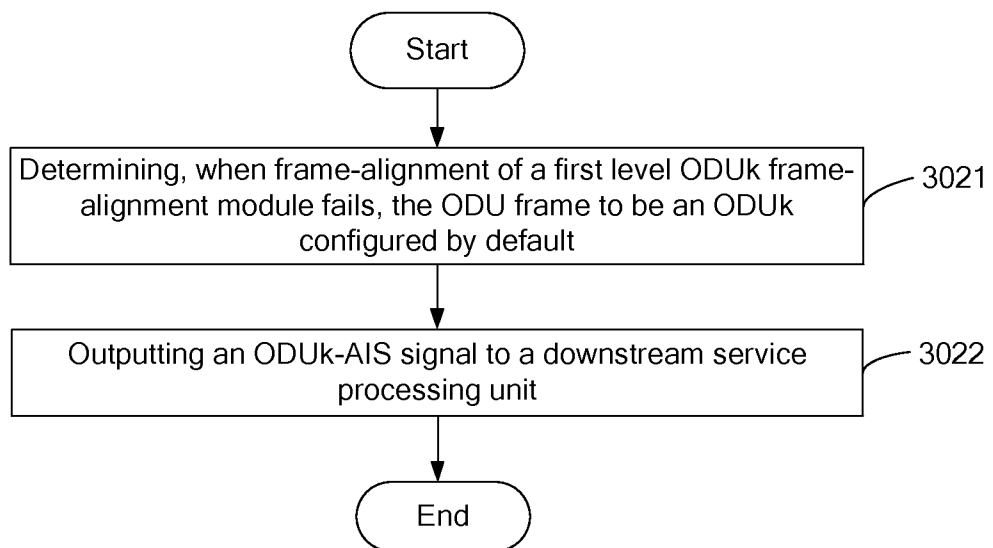 Start
Determining, when frame-alignment of a first level ODUk frame-
alignment module fails, the ODU frame to be an ODUk
configured by default
3021
Outputting an ODUk-AIS signal to a downstream service
processing unit
3022
End